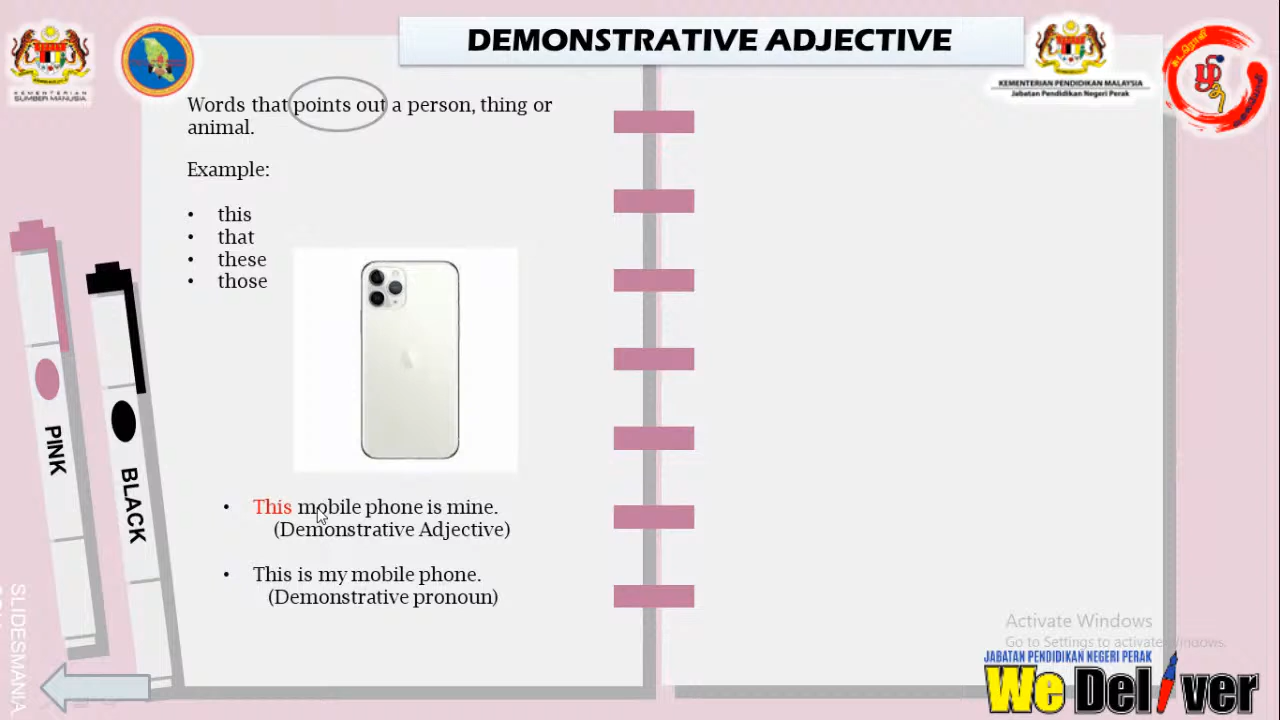 DEMONSTRATIVE ADJECTIVE
KEMENTERIAN
SUMBER MANUSIA
KEMENTERIAN PENDIDIKAN MALAYSIA
Jabatan Pendidikan Negeri Perak
Words that points out a person, thing or
animal.
Example:
• this
• that
• these
• those
• This mobile phone is mine.
(Demonstrative Adjective)
• This is my mobile phone.
(Demonstrative pronoun)
PINK
BLACK
SLIDESMANIA
Activate Windows
Go to Settings to activate Windows.
JABATAN PENDIDIKAN NEGERI PERAK
We Deliver